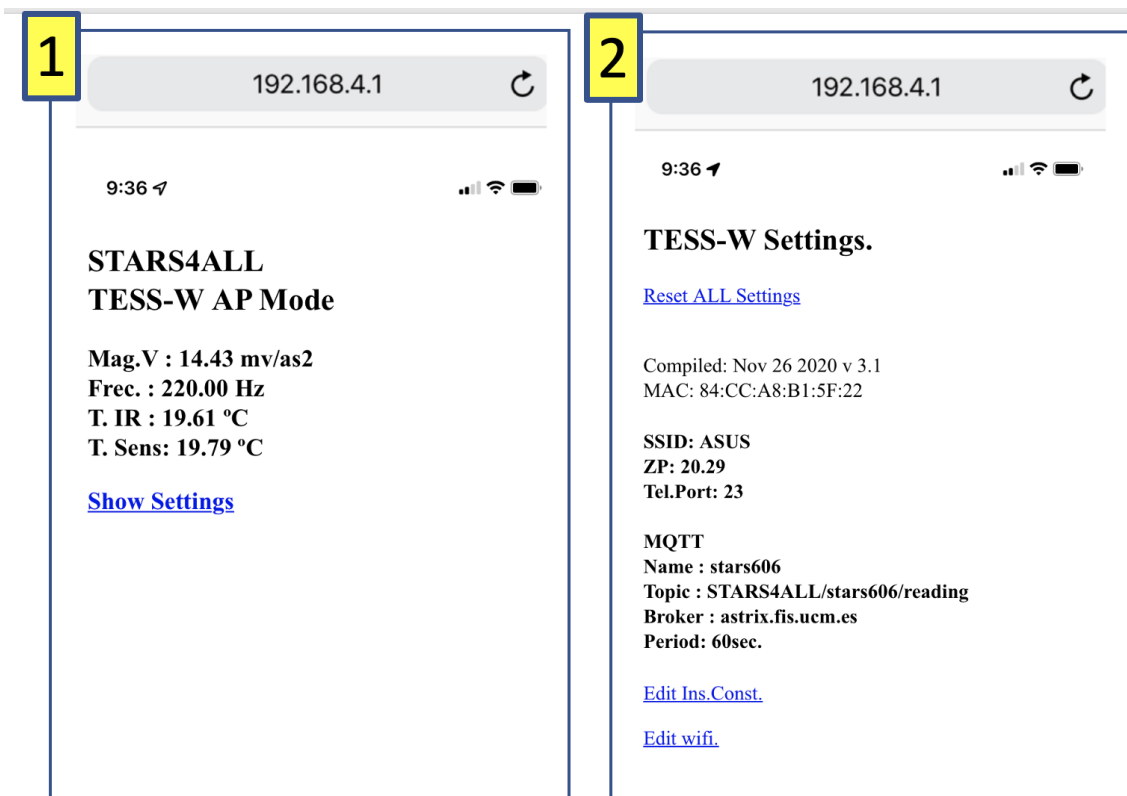 1
192.168.4.1
9:36
STARS4ALL
TESS-W AP Mode
Mag.V : 14.43 mv/as2
Frec. : 220.00 Hz
T. IR : 19.61 ºC
T. Sens: 19.79 ºC
Show Settings
2
192.168.4.1
9:36
TESS-W Settings.
Reset ALL Settings
Compiled: Nov 26 2020 v 3.1
MAC: 84:CC:A8:B1:5F:22
SSID: ASUS
ZP: 20.29
Tel.Port: 23
MQTT
Name : stars606
Topic : STARS4ALL/stars606/reading
Broker : astrix.fis.ucm.es
Period: 60sec.
Edit Ins.Const.
Edit wifi.